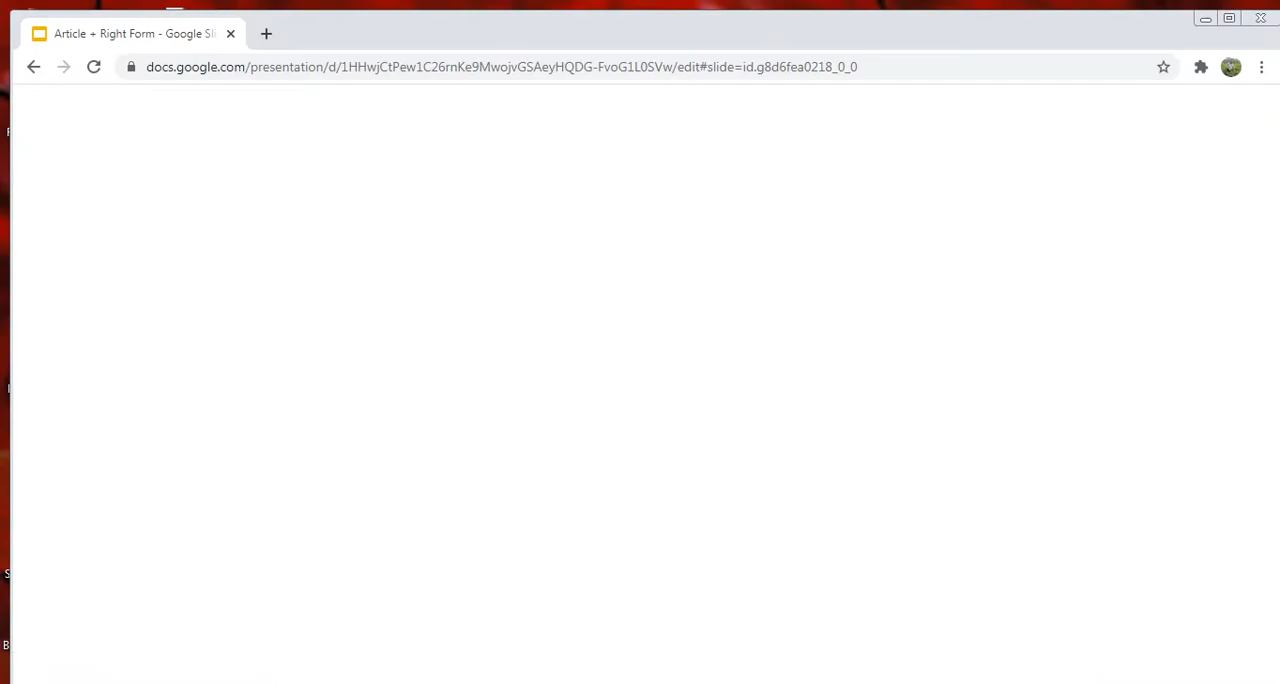 Article + Right Form - Google Sli
docs.google.com/presentation/d/1HHwjCtPew1C26rnKe9MwojvGSAeyHQDG-FvoG1L0SVw/edit#slide=id.g8d6fea0218_0_0
S
B